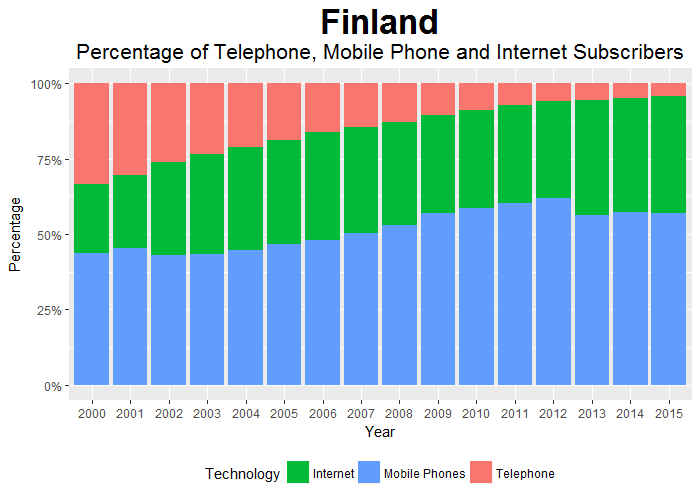 Finland
Percentage of Telephone, Mobile Phone and Internet Subscribers
Percentage
100%
75%
50%
25%
0%
2000 2001 2002 2003 2004 2005 2006 2007 2008 2009 2010 2011 2012 2013 2014 2015
Year
Technology Internet Mobile Phones Telephone